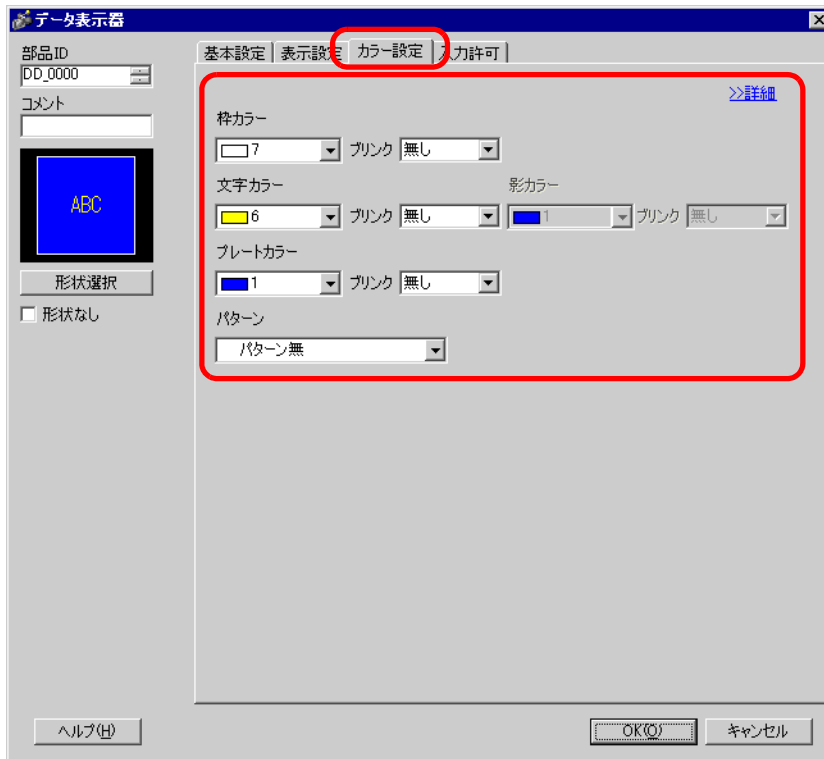 データ表示器
部品ID
DD_0000
コメント
ABC
形状選択
形状なし
基本設定 表示設定 カラー設定 入力許可
>>詳細
枠カラー
7 ブリンク 無し
文字カラー 影カラー
6 ブリンク 無し 1 ブリンク 無し
プレートカラー
1 ブリンク 無し
パターン
パターン無
ヘルプ(H) OK(O) キャンセル